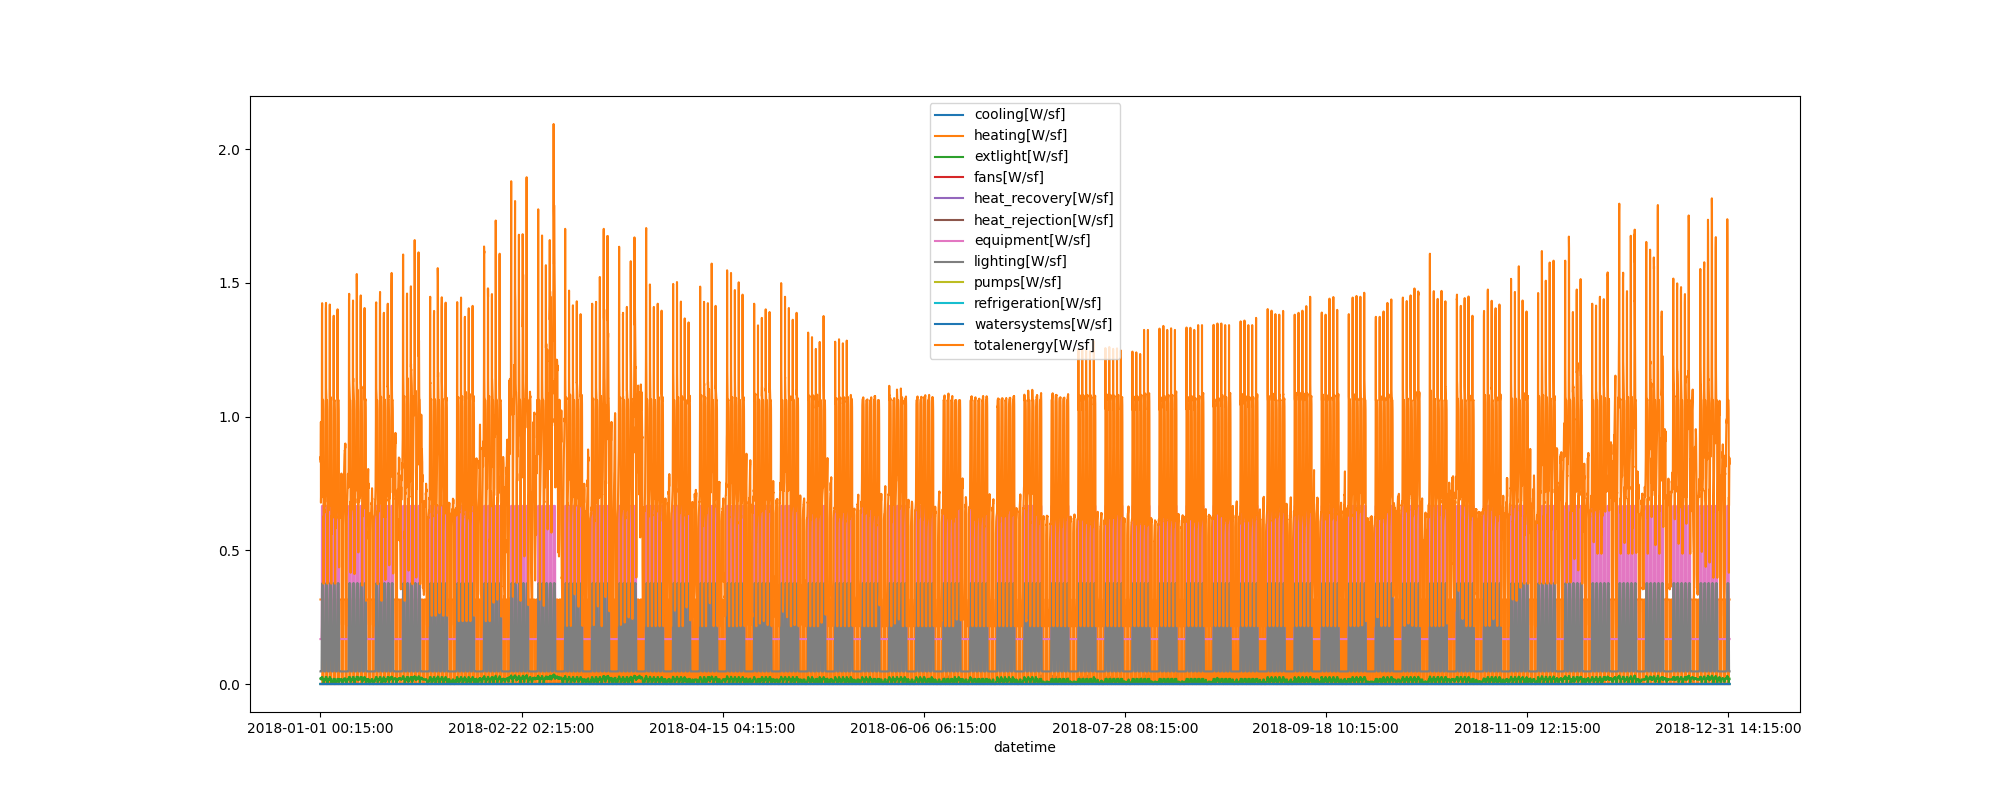 cooling[W/sf]
heating[W/sf]
extlight[W/sf]
fans[W/sf]
heat_recovery[W/sf]
heat_rejection[W/sf]
equipment[W/sf]
lighting[W/sf]
pumps[W/sf]
refrigeration[W/sf]
watersystems[W/sf]
totalenergy[W/sf]
2.0
1.5
1.0
0.5
0.0
2018-01-01 00:15:00 2018-02-22 02:15:00 2018-04-15 04:15:00 2018-06-06 06:15:00 2018-07-28 08:15:00 2018-09-18 10:15:00 2018-11-09 12:15:00 2018-12-31 14:15:00
datetime